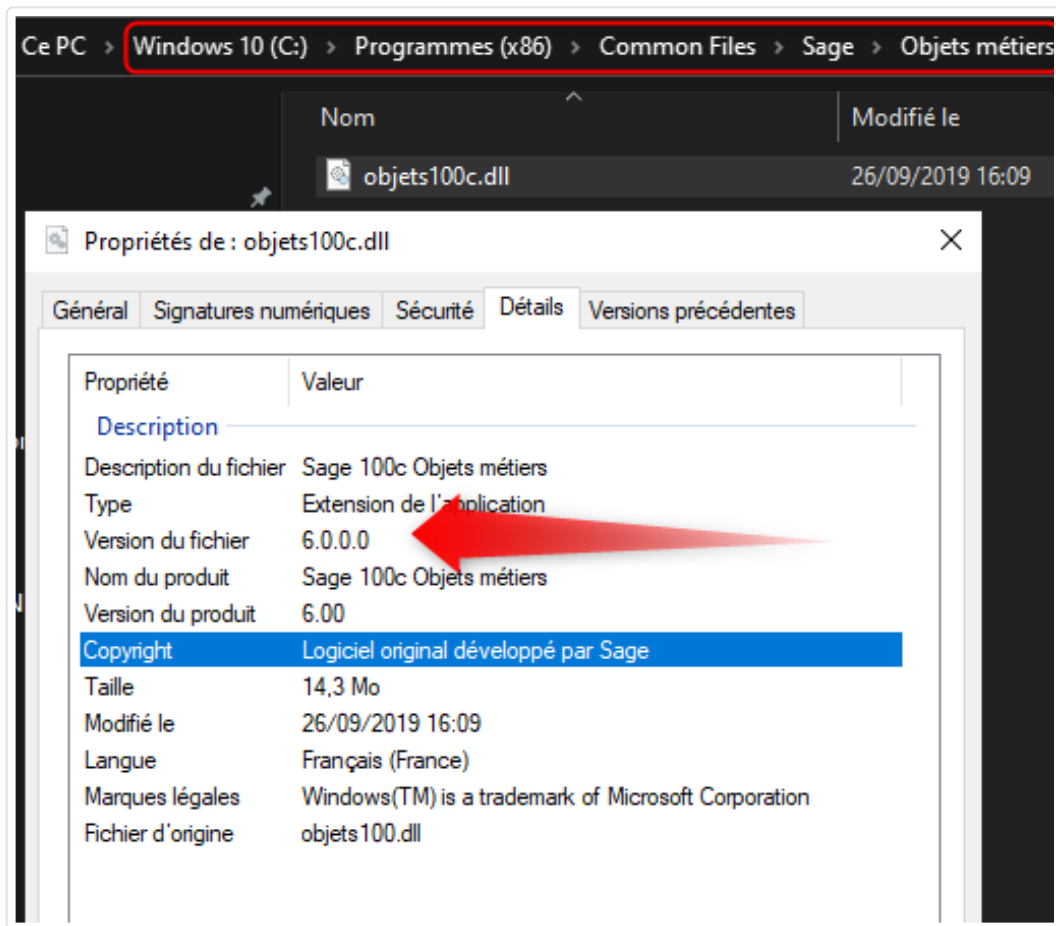 Ce PC > Windows 10 (C:) > Programmes (x86) > Common Files > Sage > Objets métiers
Nom Modifié le
objets100c.dll 26/09/2019 16:09
Propriétés de : objets100c.dll
Général Signatures numériques Sécurité Détails Versions précédentes
Propriété Valeur
Description
Description du fichier Sage 100c Objets métiers
Type Extension de l'application
Version du fichier 6.0.0.0
Nom du produit Sage 100c Objets métiers
Version du produit 6.00
Copyright Logiciel original développé par Sage
Taille 14,3 Mo
Modifié le 26/09/2019 16:09
Langue Français (France)
Marques légales Windows(TM) is a trademark of Microsoft Corporation
Fichier d'origine objets100.dll